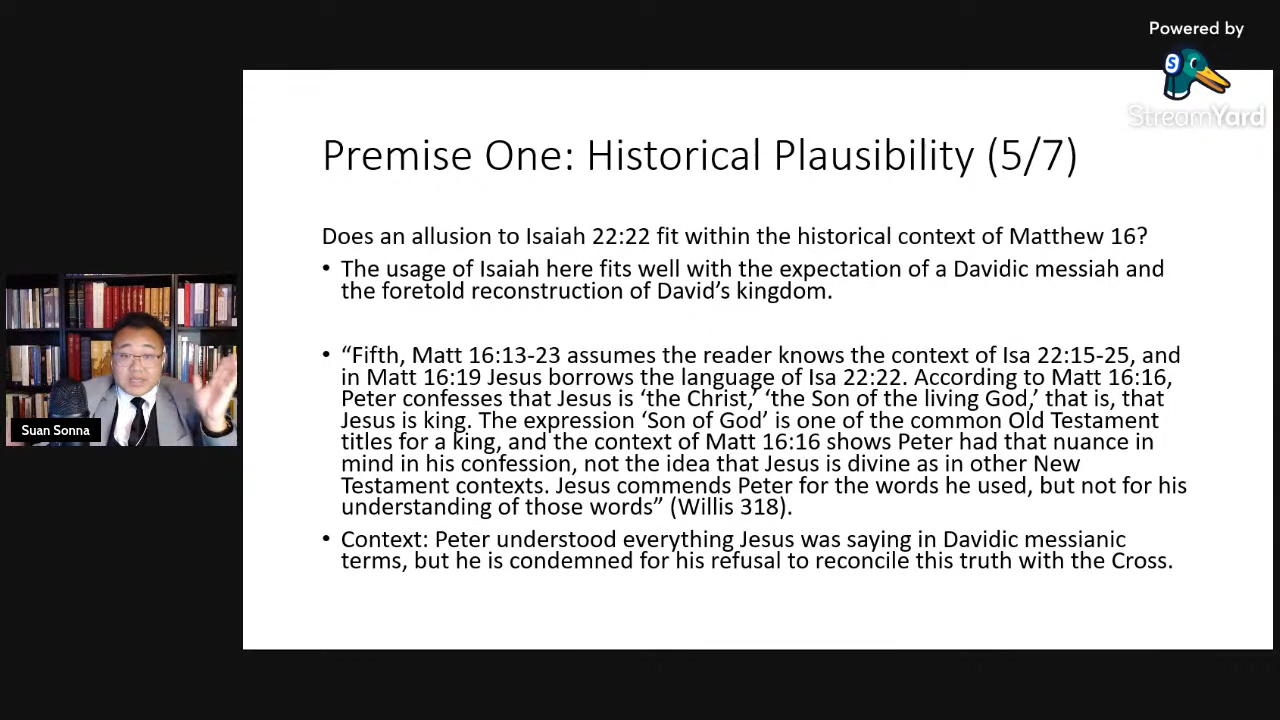 Powered by
S
StreamYard
Premise One: Historical Plausibility (5/7)
Does an allusion to Isaiah 22:22 fit within the historical context of Matthew 16?
• The usage of Isaiah here fits well with the expectation of a Davidic messiah and
the foretold reconstruction of David’s kingdom.
• “Fifth, Matt 16:13-23 assumes the reader knows the context of Isa 22:15-25, and
in Matt 16:19 Jesus borrows the language of Isa 22:22. According to Matt 16:16,
Peter confesses that Jesus is ‘the Christ,’ ‘the Son of the living God,’ that is, that
Jesus is king. The expression ‘Son of God’ is one of the common Old Testament
titles for a king, and the context of Matt 16:16 shows Peter had that nuance in
mind in his confession, not the idea that Jesus is divine as in other New
Testament contexts. Jesus commends Peter for the words he used, but not for his
understanding of those words” (Willis 318).
• Context: Peter understood everything Jesus was saying in Davidic messianic
terms, but he is condemned for his refusal to reconcile this truth with the Cross.
Suan Sonna